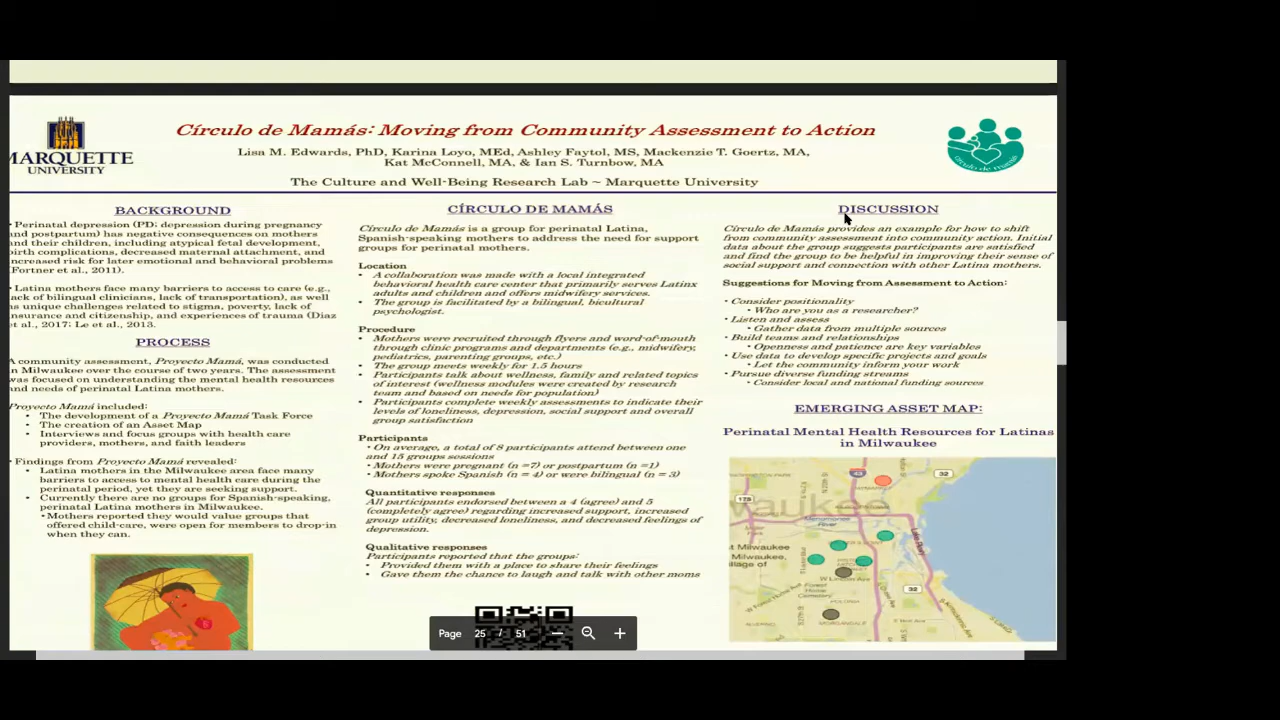 MARQUETTE
UNIVERSITY
Círculo de Mamás: Moving from Community Assessment to Action
Lisa M. Edwards, PhD, Karina Loyo, MEd, Ashley Faytol, MS, Mackenzie T. Goertz, MA,
Kat McConnell, MA, & Ian S. Turnbow, MA
The Culture and Well-Being Research Lab ~ Marquette University
círculo de mamás
BACKGROUND
• Perinatal depression (PD: depression during pregnancy
and postpartum) has negative consequences on mothers
and their children, including atypical fetal development,
birth complications, decreased maternal attachment, and
increased risk for later emotional and behavioral problems
(Fortner et al., 2011).
• Latina mothers face many barriers to access to care (e.g.,
lack of bilingual clinicians, lack of transportation), as well
as unique challenges related to stigma, poverty, lack of
insurance and citizenship, and experiences of trauma (Diaz
et al., 2017; Le et al., 2013.
PROCESS
A community assessment, Proyecto Mamá, was conducted
in Milwaukee over the course of two years. The assessment
was focused on understanding the mental health resources
and needs of perinatal Latina mothers.
Proyecto Mamá included:
• The development of a Proyecto Mamá Task Force
• The creation of an Asset Map
• Interviews and focus groups with health care
providers, mothers, and faith leaders
• Findings from Proyecto Mamá revealed:
• Latina mothers in the Milwaukee area face many
barriers to access to mental health care during the
perinatal period, yet they are seeking support.
• Currently there are no groups for Spanish-speaking,
perinatal Latina mothers in Milwaukee.
• Mothers reported they would value groups that
offered child-care, were open for members to drop-in
when they can.
CÍRCULO DE MAMÁS
Círculo de Mamás is a group for perinatal Latina,
Spanish-speaking mothers to address the need for support
groups for perinatal mothers.
Location
• A collaboration was made with a local integrated
behavioral health care center that primarily serves Latinx
adults and children and offers midwifery services.
• The group is facilitated by a bilingual, bicultural
psychologist.
Procedure
• Mothers were recruited through flyers and word-of-mouth
through clinic programs and departments (e.g., midwifery,
pediatrics, parenting groups, etc.)
• The group meets weekly for 1.5 hours
• Participants talk about wellness, family and related topics
of interest (wellness modules were created by research
team and based on needs for population)
• Participants complete weekly assessments to indicate their
levels of loneliness, depression, social support and overall
group satisfaction
Participants
• On average, a total of 8 participants attend between one
and 15 groups sessions
• Mothers were pregnant (n =7) or postpartum (n =1)
• Mothers spoke Spanish (n = 4) or were bilingual (n = 3)
Quantitative responses
All participants endorsed between a 4 (agree) and 5
(completely agree) regarding increased support, increased
group utility, decreased loneliness, and decreased feelings of
depression.
Qualitative responses
Participants reported that the groups:
• Provided them with a place to share their feelings
• Gave them the chance to laugh and talk with other moms
DISCUSSION
Círculo de Mamás provides an example for how to shift
from community assessment into community action. Initial
data about the group suggests participants are satisfied
and find the group to be helpful in improving their sense of
social support and connection with other Latina mothers.
Suggestions for Moving from Assessment to Action:
• Consider positionality
• Who are you as a researcher?
• Listen and assess
• Gather data from multiple sources
• Build teams and relationships
• Openness and patience are key variables
• Use data to develop specific projects and goals
• Let the community inform your work
• Pursue diverse funding streams
• Consider local and national funding sources
EMERGING ASSET MAP:
Perinatal Mental Health Resources for Latinas
in Milwaukee
43
32
175
Menomonee
River
t Milwaukee
Milwaukee,
illage of
W Lincoln Ave
Forest
Home
Cemetery
POLONIA
32
MORGANDALE
Page 25 / 51